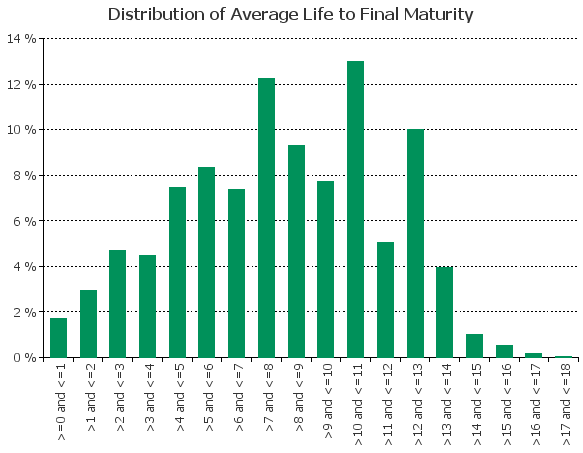 Distribution of Average Life to Final Maturity
14 %
12 %
10 %
8 %
6 %
4 %
2 %
0 %
>=0 and <=1
>1 and <=2
>2 and <=3
>3 and <=4
>4 and <=5
>5 and <=6
>6 and <=7
>7 and <=8
>8 and <=9
>9 and <=10
>10 and <=11
>11 and <=12
>12 and <=13
>13 and <=14
>14 and <=15
>15 and <=16
>16 and <=17
>17 and <=18